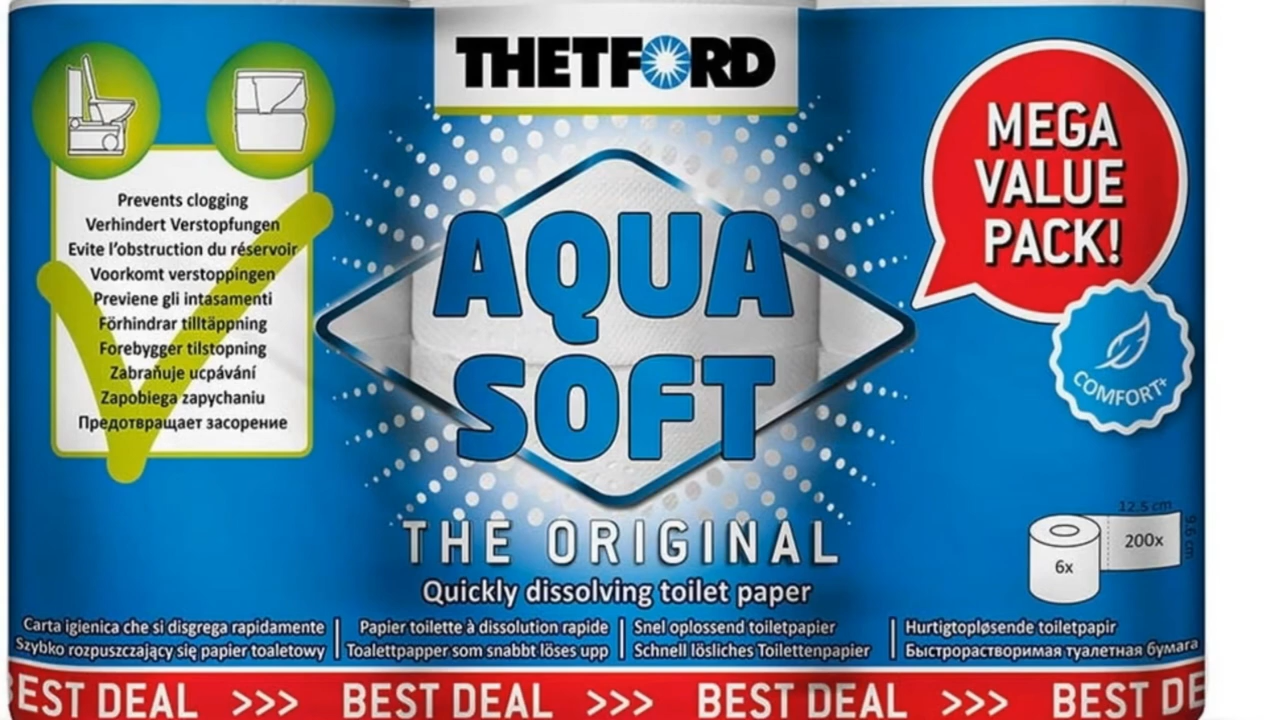 THETFORD
Prevents clogging
Verhindert Verstopfungen
Evite l'obstruction du réservoir
Voorkomt verstoppingen
Previene gli intasamenti
Förhindrar tilltäppning
Forebygger tilstopning
Zabraňuje ucpávání
Zapobiega zapychaniu
Предотвращает засорение
AQUA
SOFT
MEGA
VALUE
PACK!
COMFORT+
THE ORIGINAL
Quickly dissolving toilet paper
12.5 cm
9.6 cm
200x
6x
Carta igienica che si disgrega rapidamente
Szybko rozpuszczający się papier toaletowy
Papier toilette à dissolution rapide
Toalettpapper som snabbt löses upp
Snel oplossend toiletpapier
Schnell lösliches Toilettenpapier
Hurtigtopløsende toiletpapir
Быстрорастворимая туалетная бумага
EST DEAL >>> BEST DEAL >>> BEST DEAL >>> BEST DE